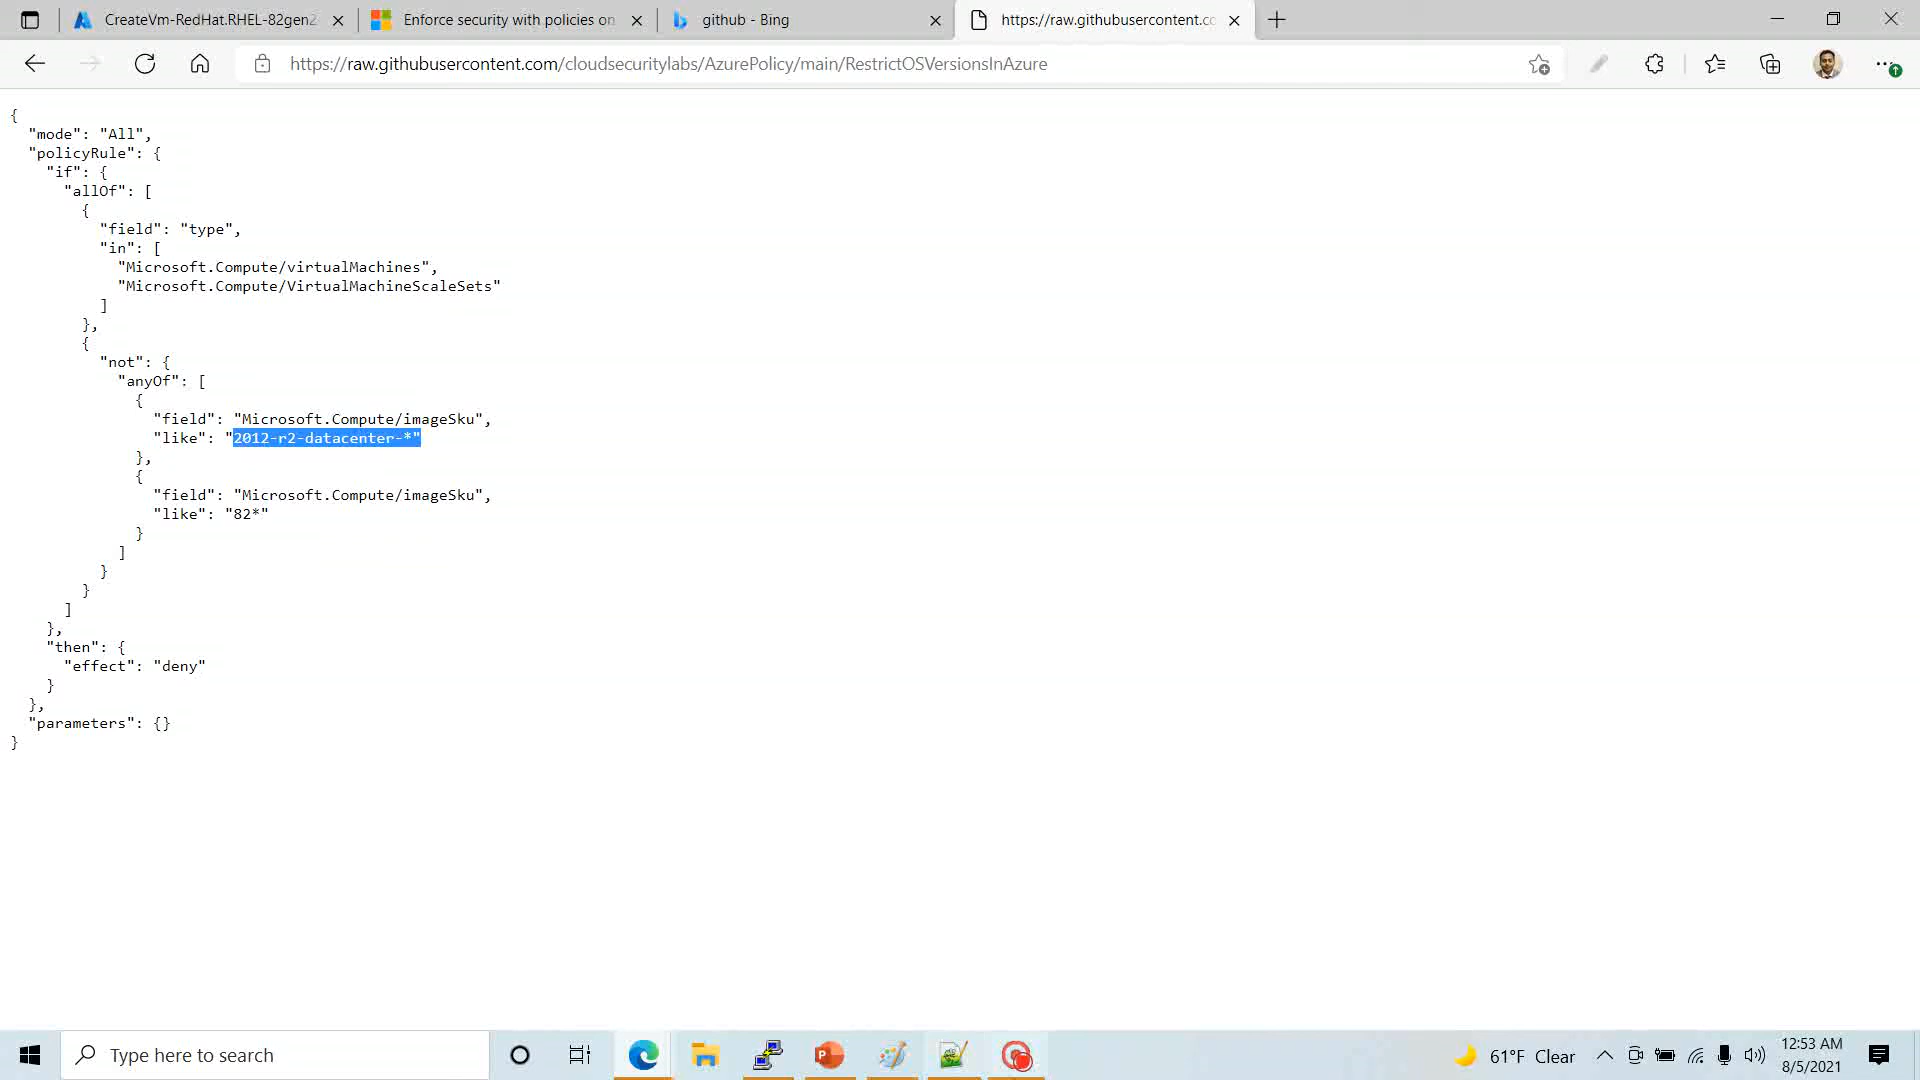 CreateVm-RedHat.RHEL-82gen2
Enforce security with policies on
github - Bing
https://raw.githubusercontent.co
https://raw.githubusercontent.com/cloudsecuritylabs/AzurePolicy/main/RestrictOSVersionsInAzure
{
"mode": "All",
"policyRule": {
"if": {
"allOf": [
{
"field": "type",
"in": [
"Microsoft.Compute/virtualMachines",
"Microsoft.Compute/VirtualMachineScaleSets"
]
},
{
"not": {
"anyOf": [
{
"field": "Microsoft.Compute/imageSku",
"like": "2012-r2-datacenter-*"
},
{
"field": "Microsoft.Compute/imageSku",
"like": "82*"
}
]
}
}
]
},
"then": {
"effect": "deny"
}
},
"parameters": {}
}
Type here to search
61°F Clear
12:53 AM
8/5/2021